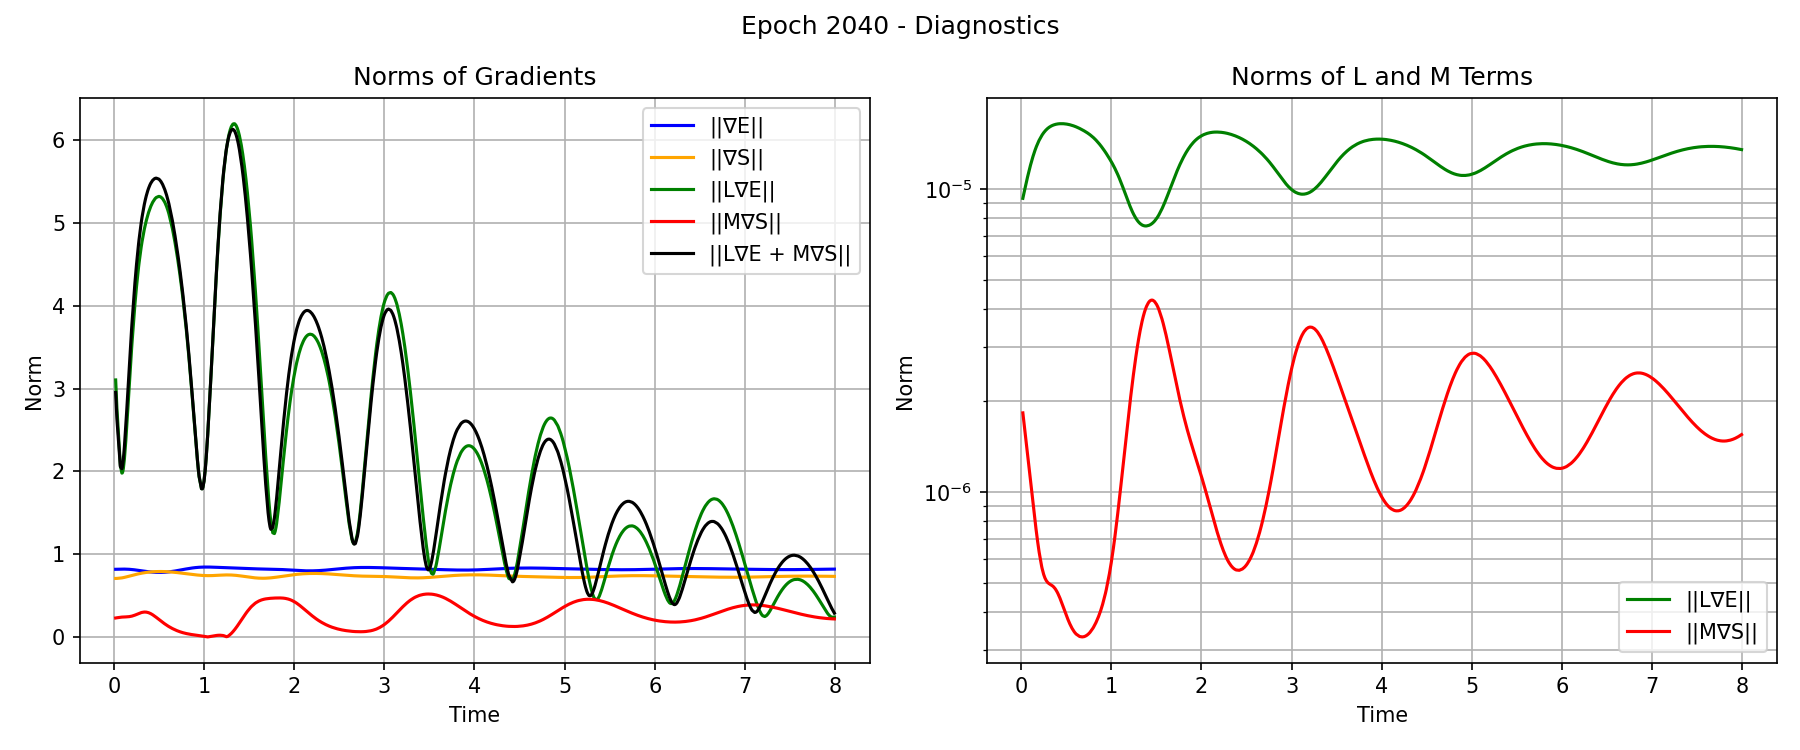 Epoch 2040 - Diagnostics
Norms of Gradients
Norm
6
5
4
3
2
1
0
||∇E||
||∇S||
||L∇E||
||M∇S||
||L∇E + M∇S||
0 1 2 3 4 5 6 7 8
Time
Norms of L and M Terms
Norm
10⁻⁵
10⁻⁶
||L∇E||
||M∇S||
0 1 2 3 4 5 6 7 8
Time